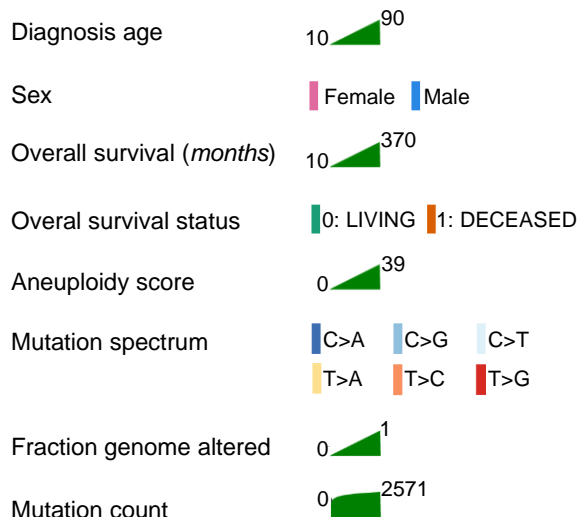 Diagnosis age 10 90
Sex Female Male
Overall survival (months) 10 370
Overal survival status 0: LIVING 1: DECEASED
Aneuploidy score 0 39
Mutation spectrum C>A C>G C>T
T>A T>C T>G
Fraction genome altered 0 1
Mutation count 0 2571